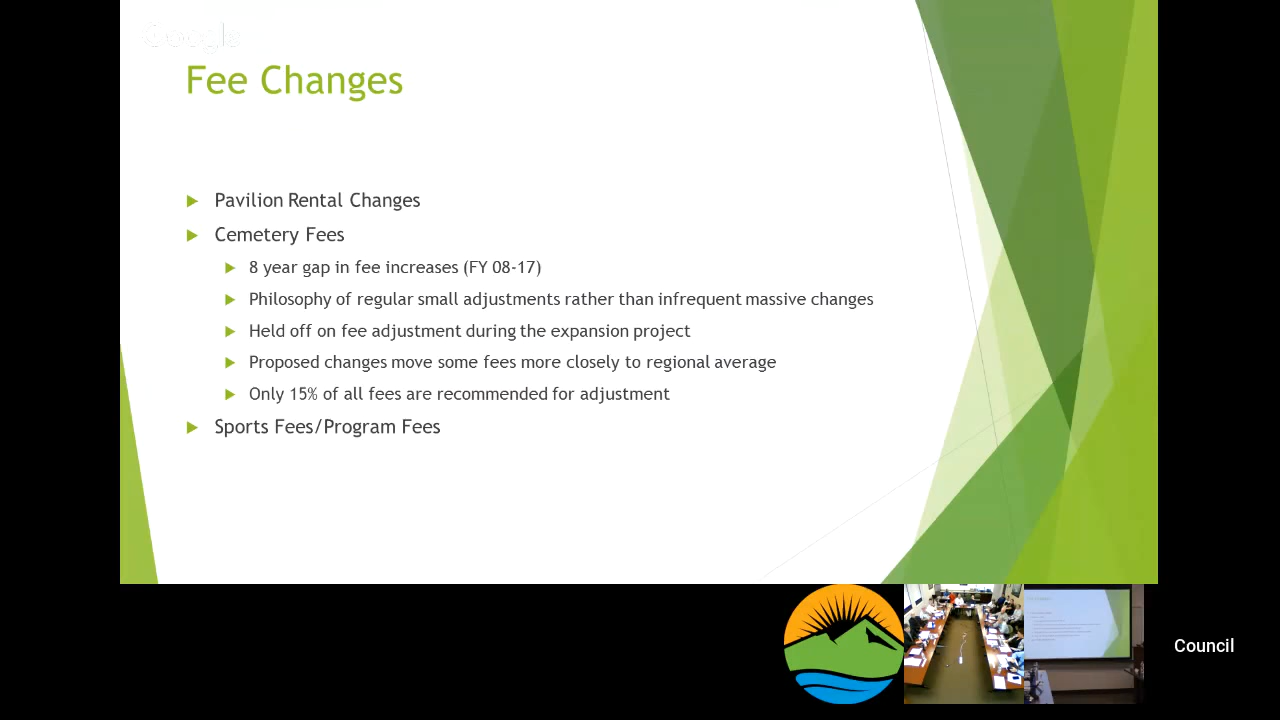 Google
Fee Changes
Pavilion Rental Changes
Cemetery Fees
8 year gap in fee increases (FY 08-17)
Philosophy of regular small adjustments rather than infrequent massive changes
Held off on fee adjustment during the expansion project
Proposed changes move some fees more closely to regional average
Only 15% of all fees are recommended for adjustment
Sports Fees/Program Fees
Council